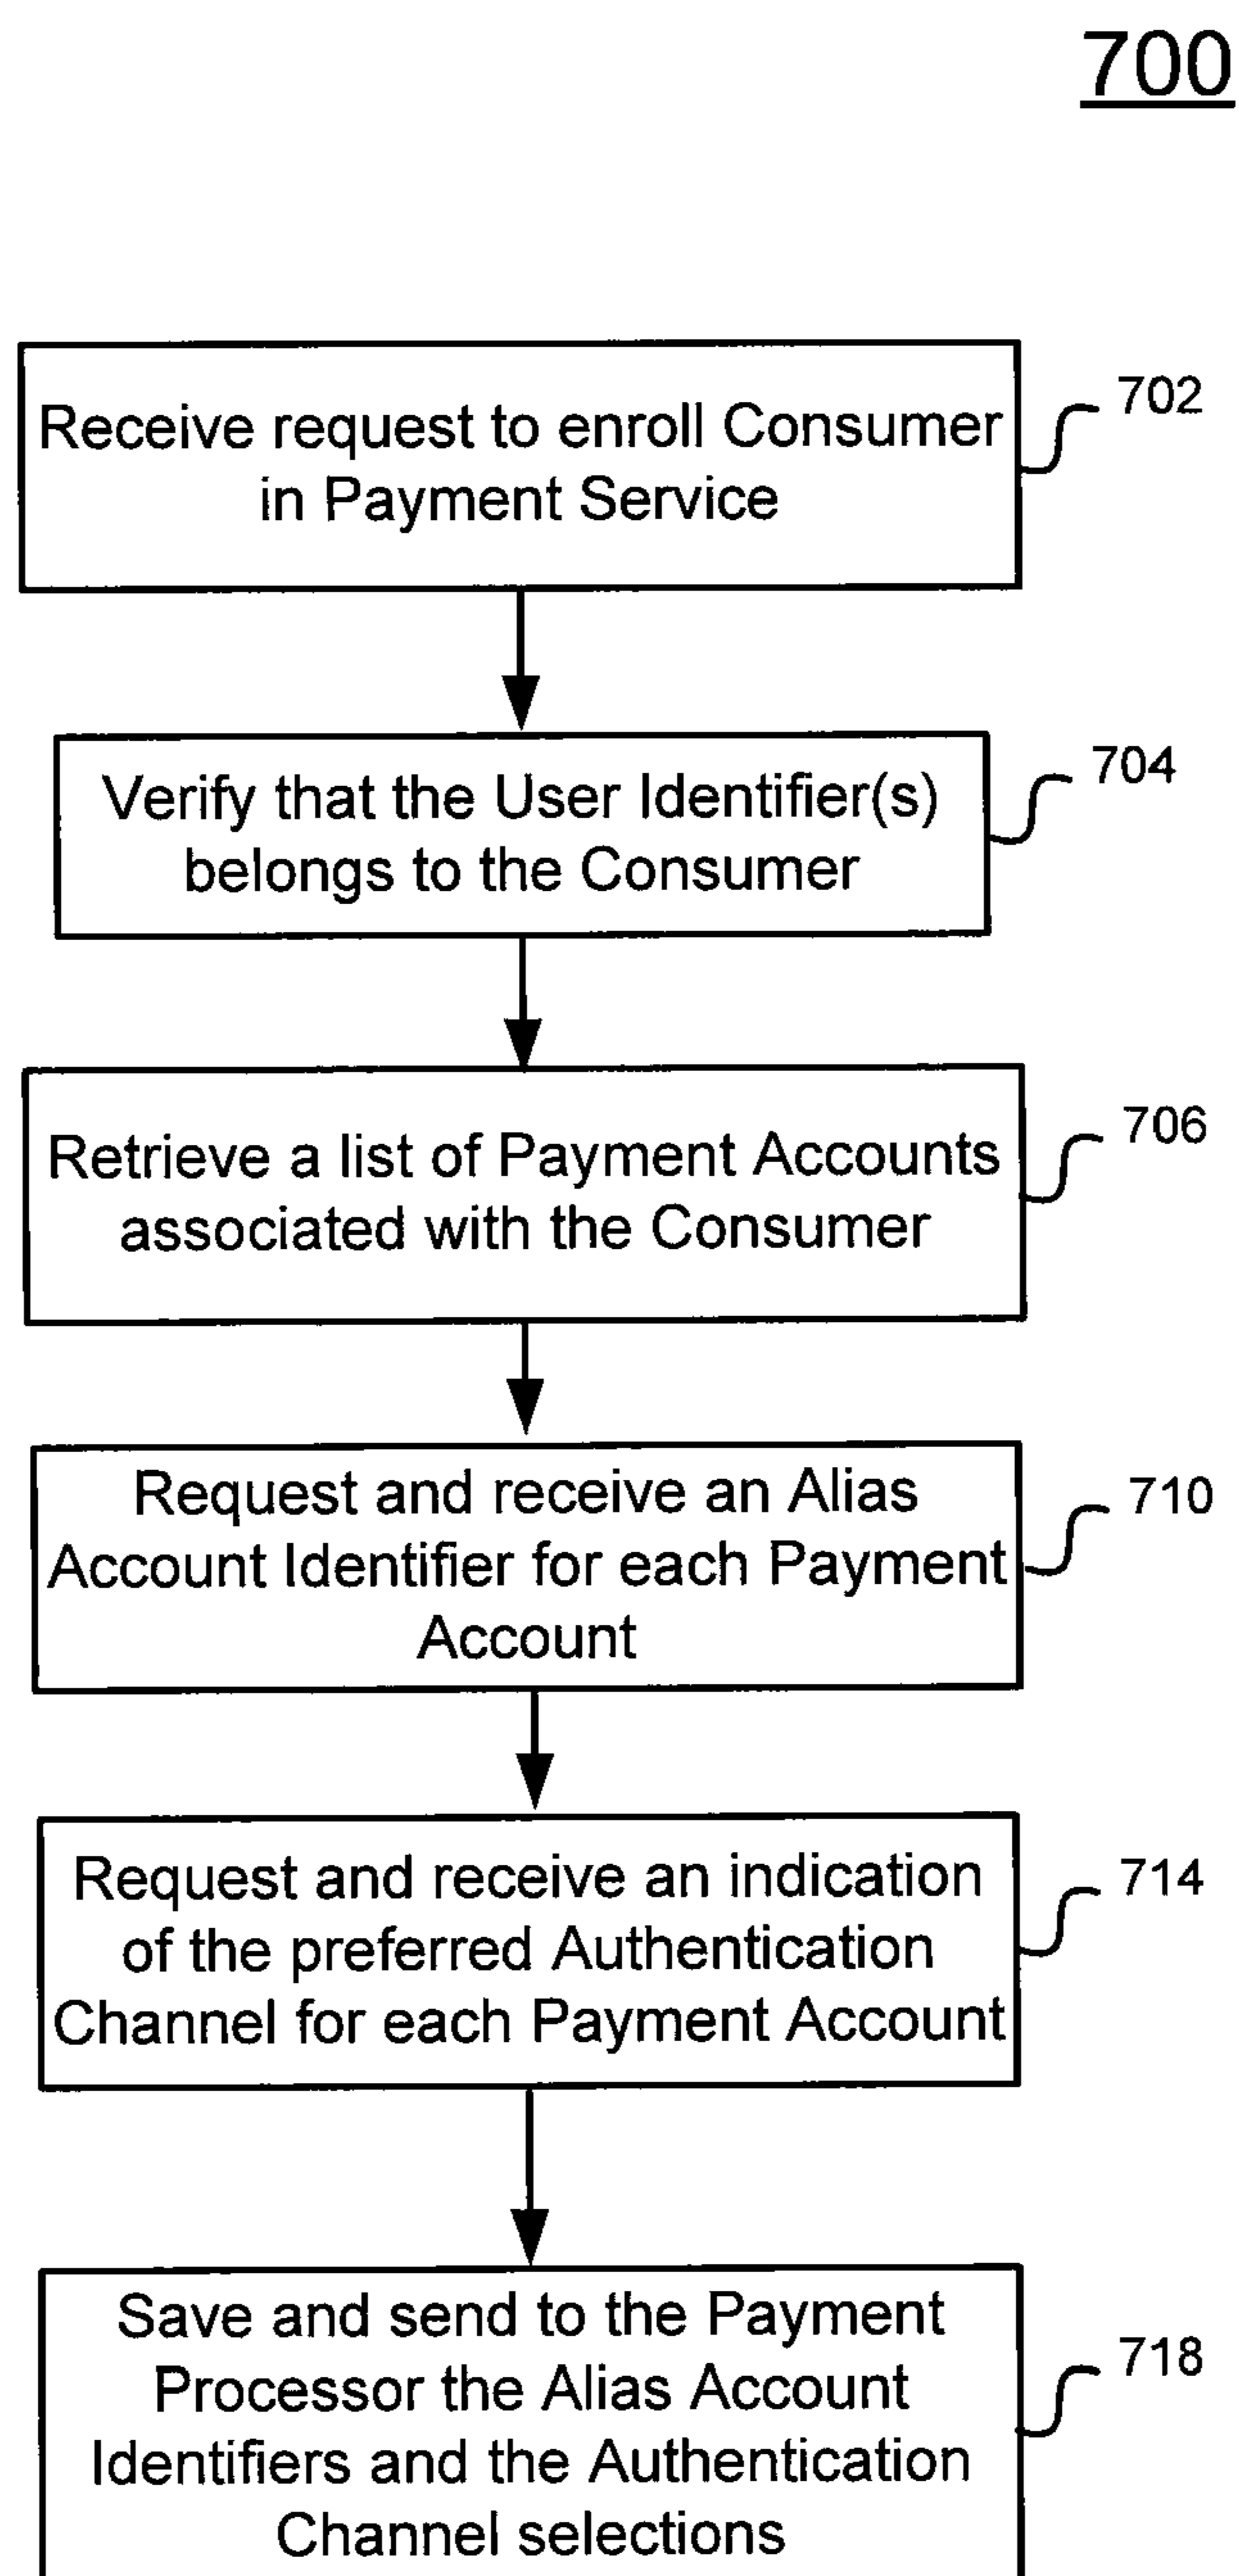 700
Receive request to enroll Consumer
in Payment Service
702
Verify that the User Identifier(s)
belongs to the Consumer
704
Retrieve a list of Payment Accounts
associated with the Consumer
706
Request and receive an Alias
Account Identifier for each Payment
Account
710
Request and receive an indication
of the preferred Authentication
Channel for each Payment Account
714
Save and send to the Payment
Processor the Alias Account
Identifiers and the Authentication
Channel selections
718